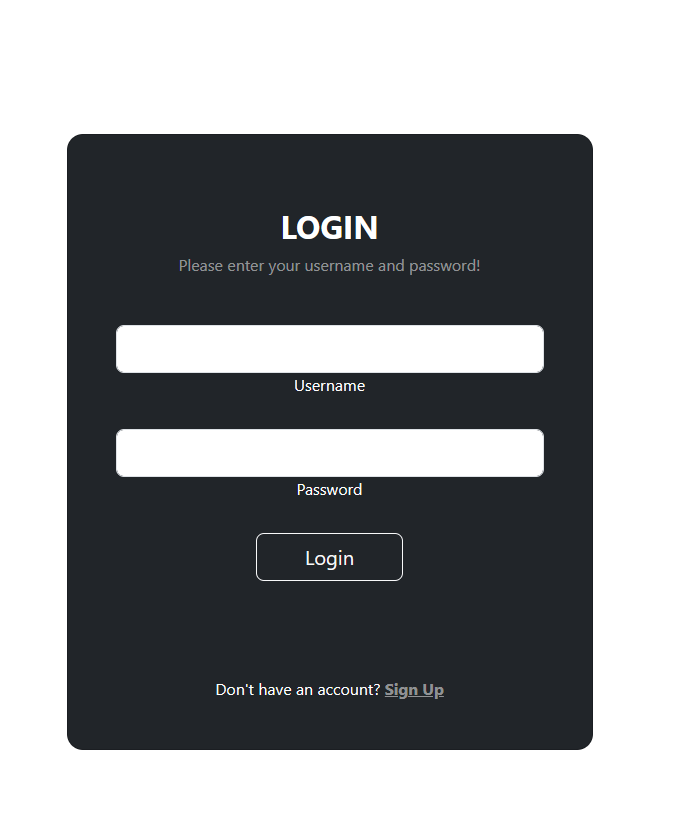 LOGIN
Please enter your username and password!
Username
Password
Login
Don't have an account? Sign Up